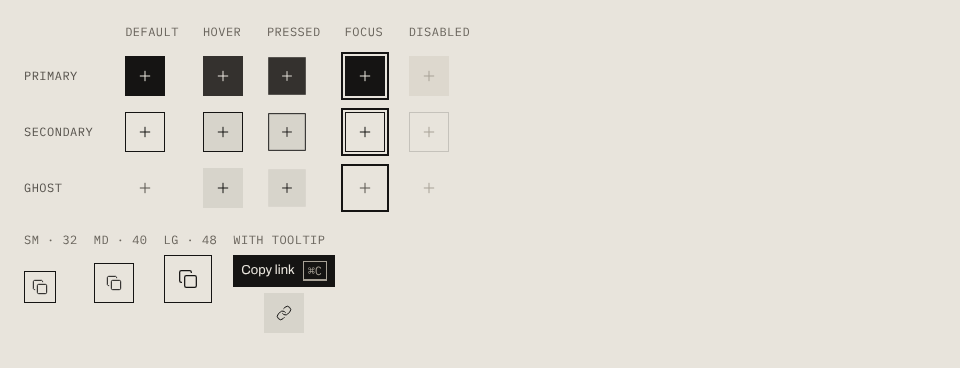 DEFAULT HOVER PRESSED FOCUS DISABLED
PRIMARY
SECONDARY
GHOST
SM · 32 MD · 40 LG · 48 WITH TOOLTIP
Copy link ⌘C